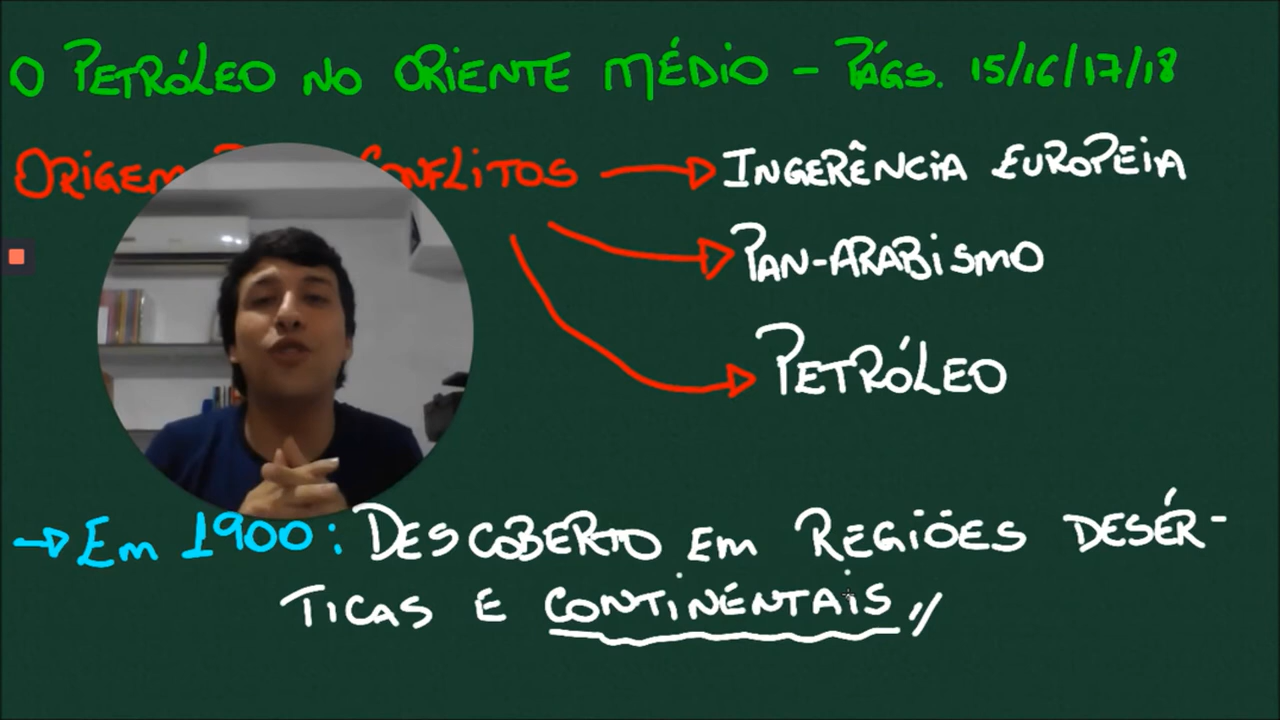 O PETRÓLEO NO ORIENTE MÉDIO - PÁGS. 15/16/17/18
ORIGEM CONFLITOS → INGERÊNCIA EUROPEIA
PAN-ARABISMO
PETRÓLEO
→ Em 1900: DESCOBERTO EM REGIÕES DESÉR-
TICAS E CONTINENTAIS //